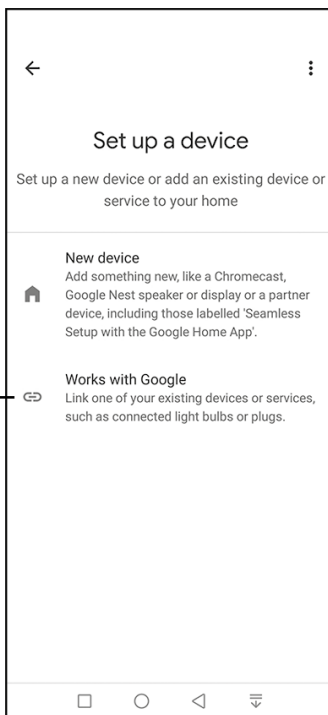 Set up a device
Set up a new device or add an existing device or
service to your home
New device
Add something new, like a Chromecast,
Google Nest speaker or display or a partner
device, including those labelled 'Seamless
Setup with the Google Home App'.
Works with Google
Link one of your existing devices or services,
such as connected light bulbs or plugs.